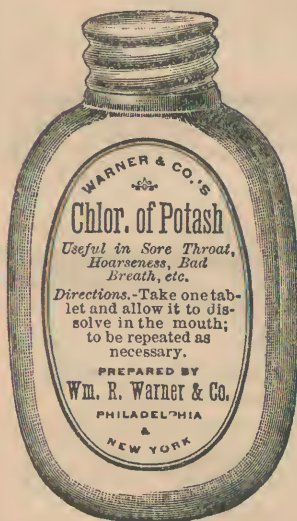 WARNER & CO.'S
Chlor. of Potash
Useful in Sore Throat,
Hoarseness, Bad
Breath, etc.
Directions.-Take one tab-
let and allow it to dis-
solve in the mouth;
to be repeated as
necessary.
PREPARED BY
Wm. R. Warner & Co.
PHILADELPHIA
&
NEW YORK